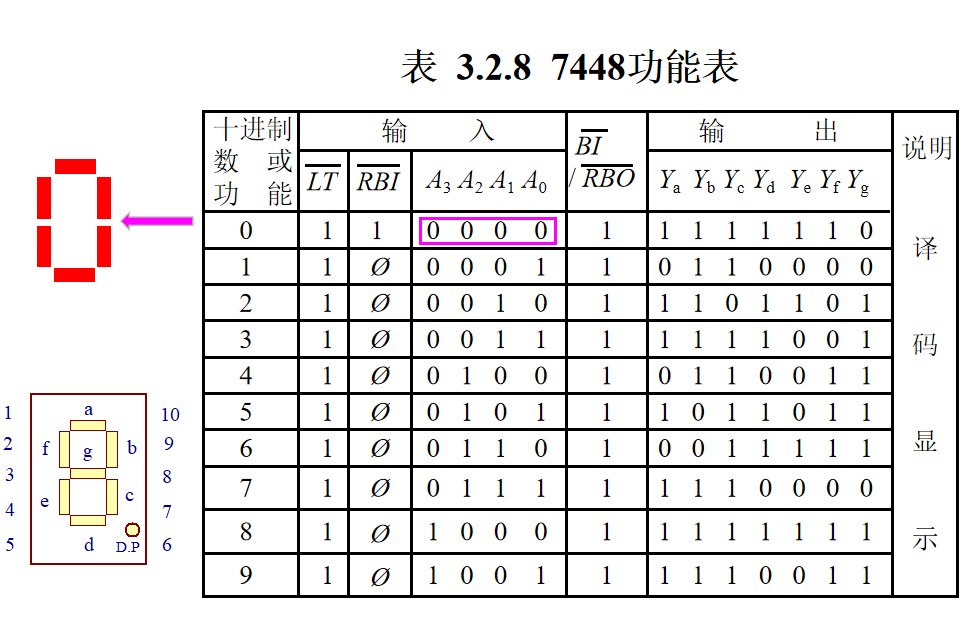 表 3.2.8 7448功能表
十进制数 或功 能 输 入 B̅I̅/R̅B̅O̅ 输 出 说明
L̅T̅ R̅B̅I̅ A₃ A₂ A₁ A₀ Yₐ Y_b Y_c Y_d Yₑ Y_f Y_g
0 1 1 0 0 0 0 1 1 1 1 1 1 1 0
1 1 Ø 0 0 0 1 1 0 1 1 0 0 0 0
2 1 Ø 0 0 1 0 1 1 1 0 1 1 0 1
3 1 Ø 0 0 1 1 1 1 1 1 1 0 0 1
4 1 Ø 0 1 0 0 1 0 1 1 0 0 1 1
5 1 Ø 0 1 0 1 1 1 0 1 1 0 1 1
6 1 Ø 0 1 1 0 1 0 0 1 1 1 1 1
7 1 Ø 0 1 1 1 1 1 1 1 0 0 0 0
8 1 Ø 1 0 0 0 1 1 1 1 1 1 1 1
9 1 Ø 1 0 0 1 1 1 1 1 0 0 1 1
译
码
显
示
1 a 10
2 f g b 9
3 8
4 e c 7
5 d D.P 6